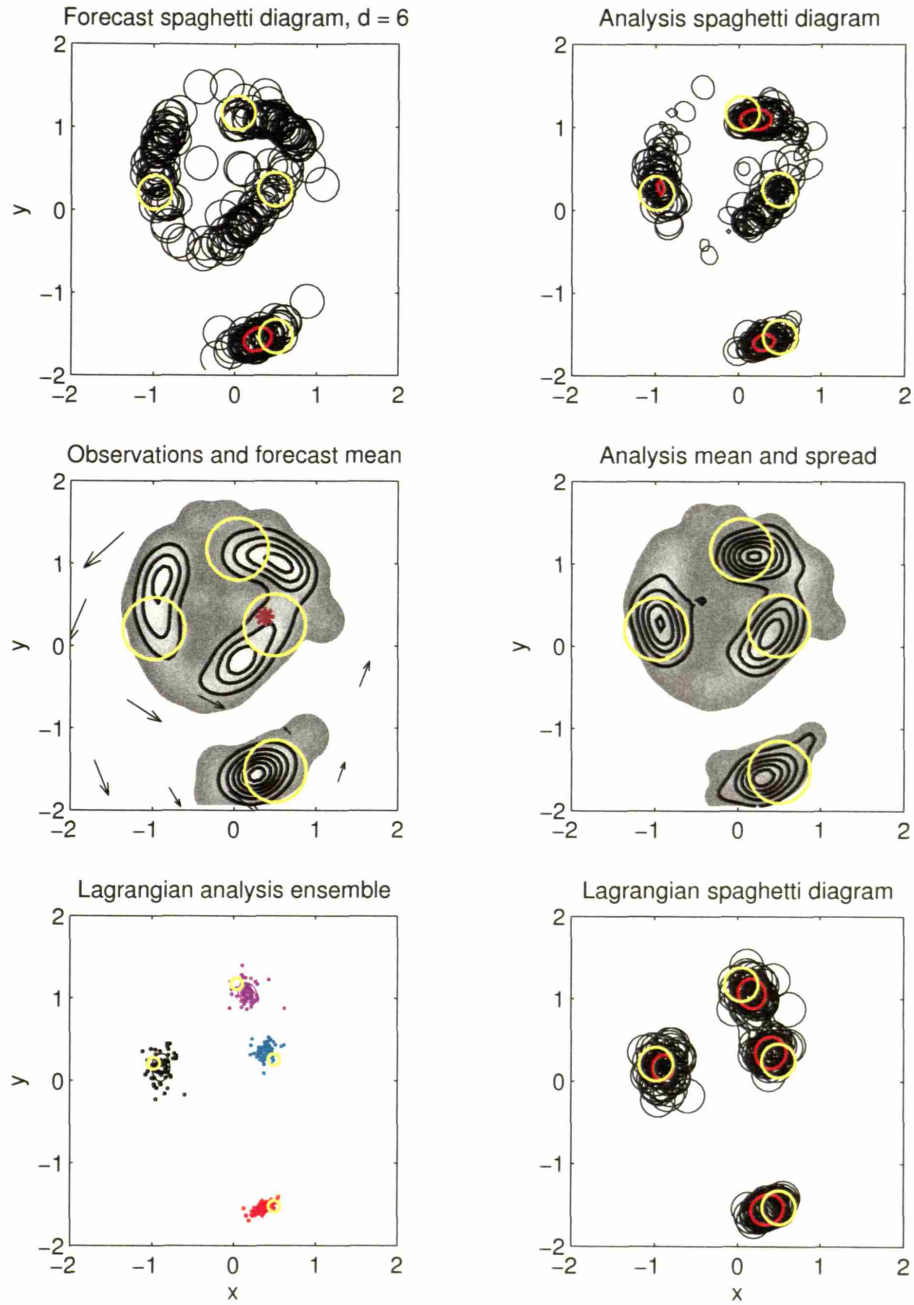 Forecast spaghetti diagram, d = 6
2
1
y
0
−1
−2
−2 −1 0 1 2
Analysis spaghetti diagram
2
1
y
0
−1
−2
−2 −1 0 1 2
Observations and forecast mean
2
1
y
0
−1
−2
−2 −1 0 1 2
Analysis mean and spread
2
1
y
0
−1
−2
−2 −1 0 1 2
Lagrangian analysis ensemble
2
1
y
0
−1
−2
−2 −1 0 1 2
x
Lagrangian spaghetti diagram
2
1
0
−1
−2
−2 −1 0 1 2
x